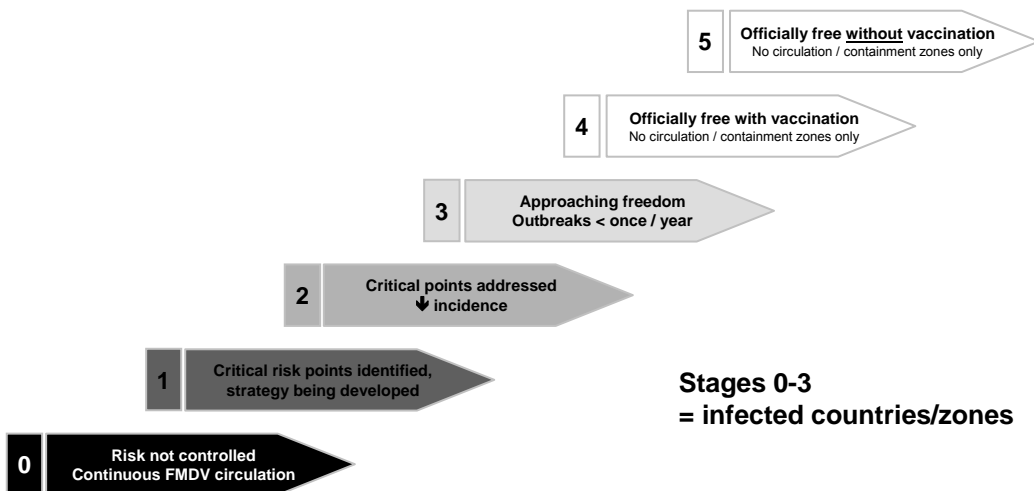 5
Officially free without vaccination
No circulation / containment zones only
4
Officially free with vaccination
No circulation / containment zones only
3
Approaching freedom
Outbreaks < once / year
2
Critical points addressed
🡻 incidence
1
Critical risk points identified,
strategy being developed
Stages 0-3
= infected countries/zones
0
Risk not controlled
Continuous FMDV circulation